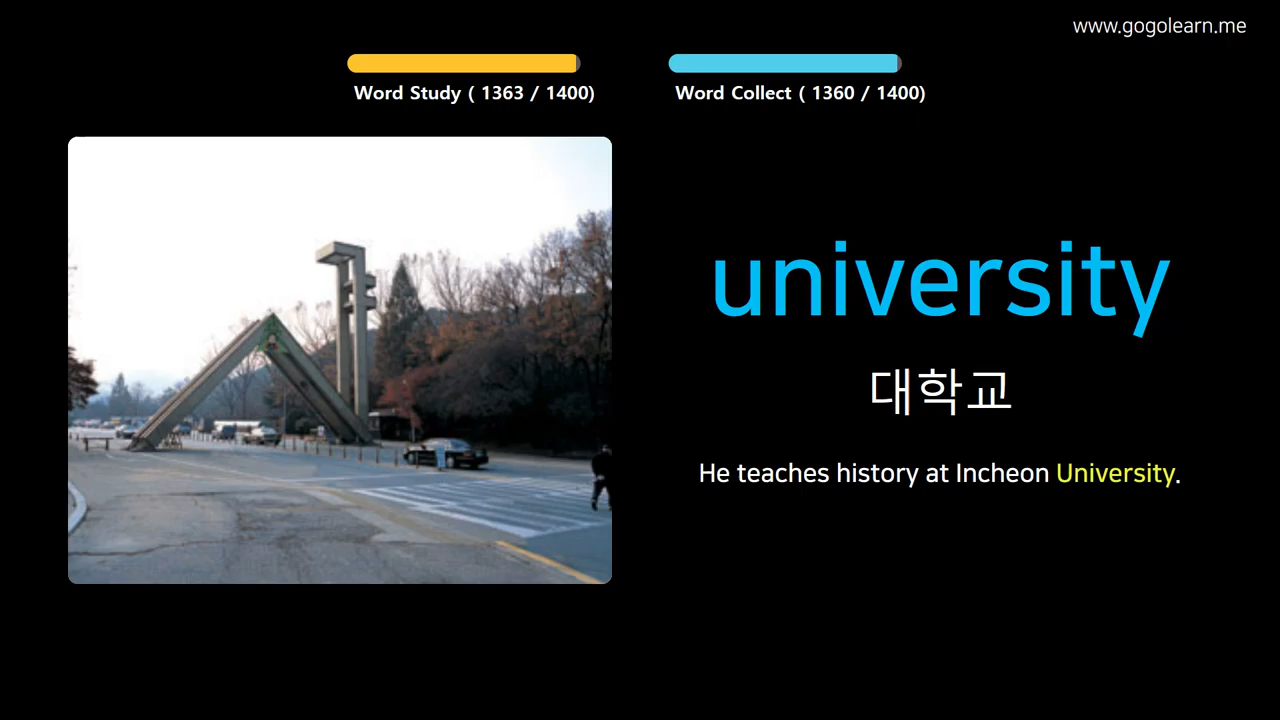 www.gogolearn.me
Word Study ( 1363 / 1400)
Word Collect ( 1360 / 1400)
university
대학교
He teaches history at Incheon University.